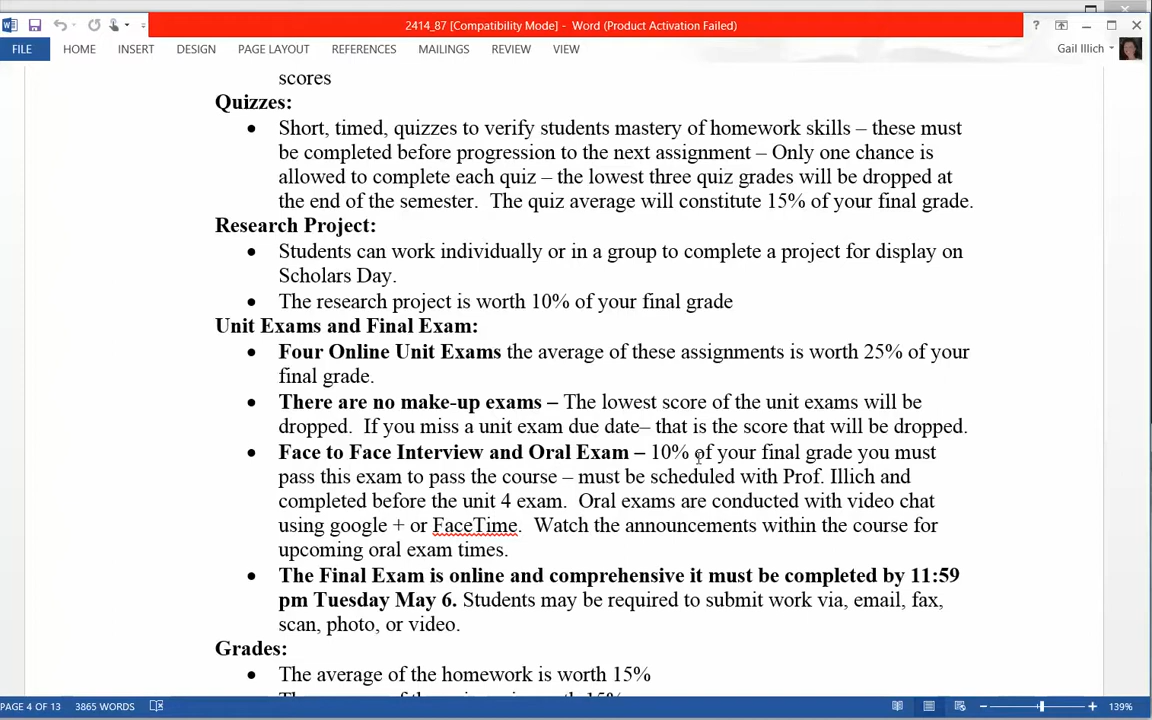 2414_87 [Compatibility Mode] - Word (Product Activation Failed)
FILE HOME INSERT DESIGN PAGE LAYOUT REFERENCES MAILINGS REVIEW VIEW Gail Illich
scores
Quizzes:
• Short, timed, quizzes to verify students mastery of homework skills – these must
be completed before progression to the next assignment – Only one chance is
allowed to complete each quiz – the lowest three quiz grades will be dropped at
the end of the semester.  The quiz average will constitute 15% of your final grade.
Research Project:
• Students can work individually or in a group to complete a project for display on
Scholars Day.
• The research project is worth 10% of your final grade
Unit Exams and Final Exam:
• Four Online Unit Exams the average of these assignments is worth 25% of your
final grade.
• There are no make-up exams – The lowest score of the unit exams will be
dropped.  If you miss a unit exam due date– that is the score that will be dropped.
• Face to Face Interview and Oral Exam – 10% of your final grade you must
pass this exam to pass the course – must be scheduled with Prof. Illich and
completed before the unit 4 exam.  Oral exams are conducted with video chat
using google + or FaceTime.  Watch the announcements within the course for
upcoming oral exam times.
• The Final Exam is online and comprehensive it must be completed by 11:59
pm Tuesday May 6. Students may be required to submit work via, email, fax,
scan, photo, or video.
Grades:
• The average of the homework is worth 15%
PAGE 4 OF 13 3865 WORDS 139%